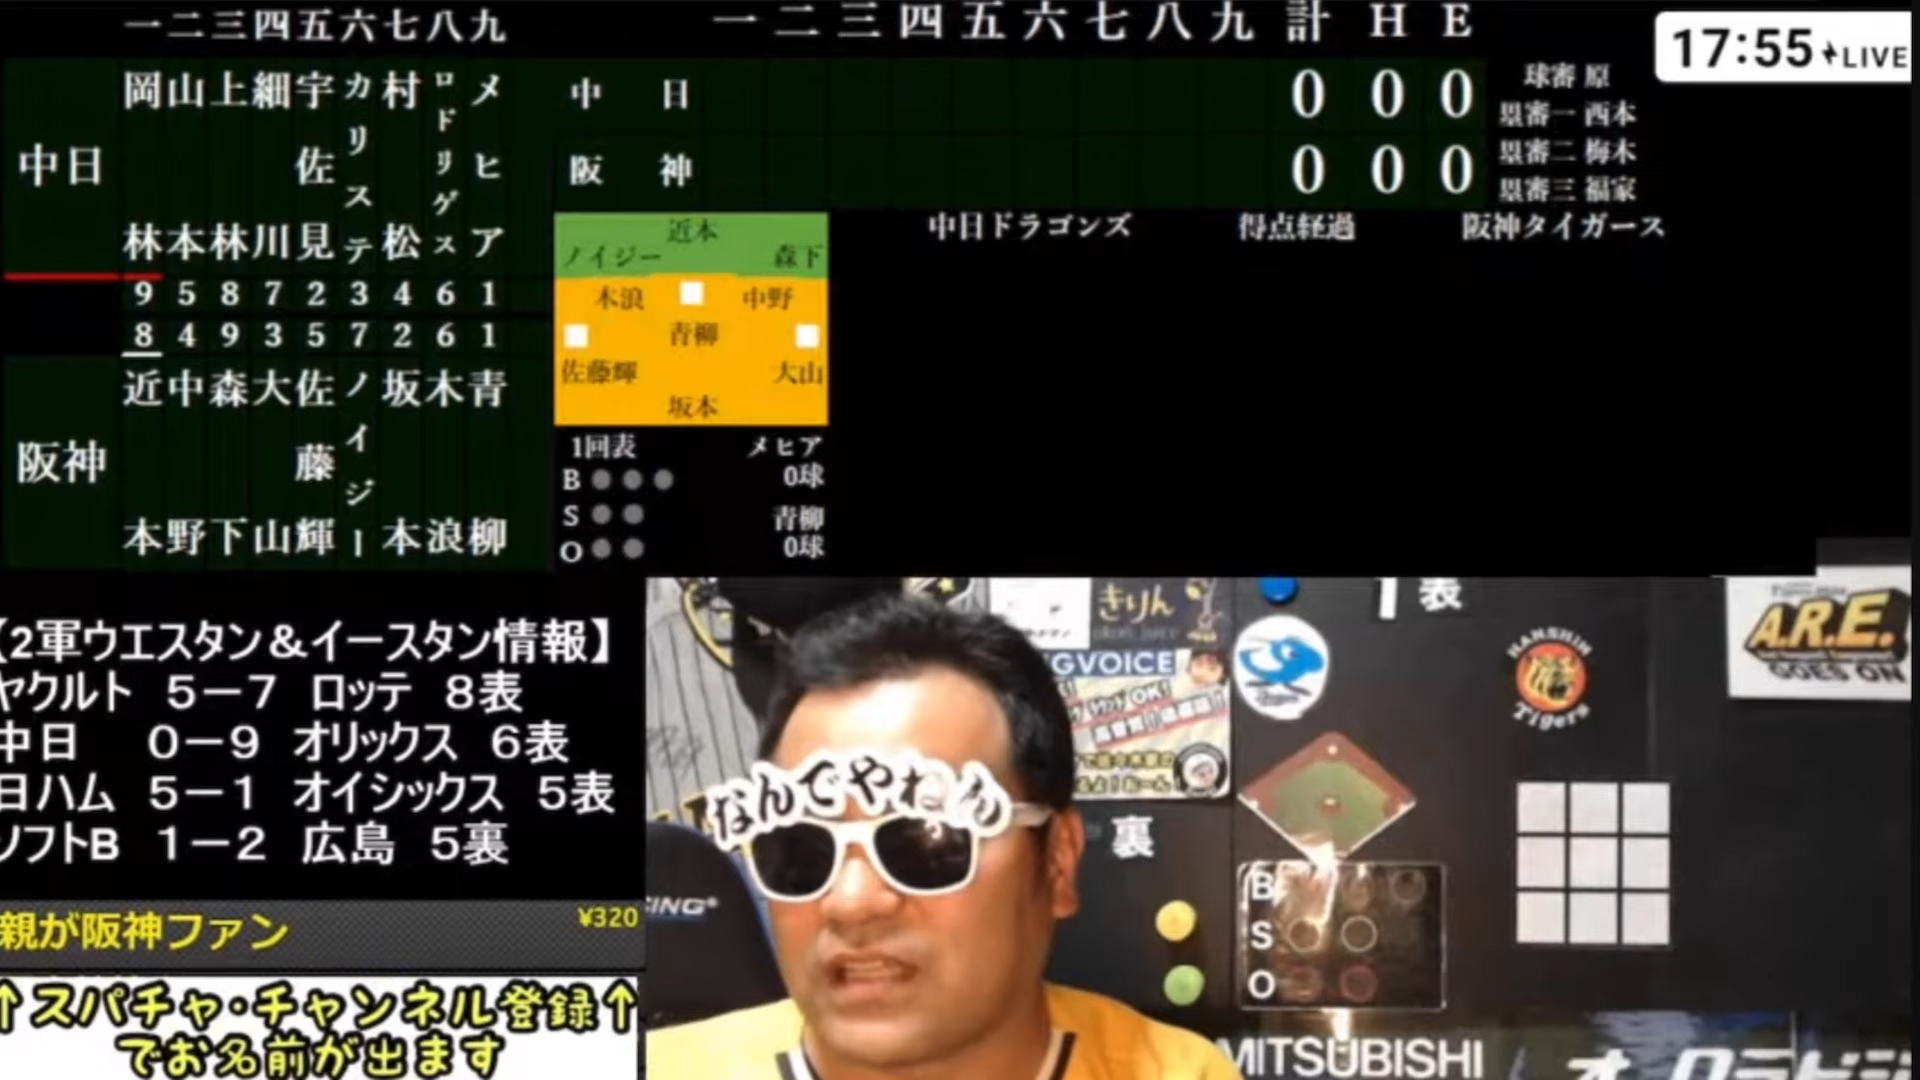 一二三四五六七八九
一二三四五六七八九計 H E
17:55 LIVE
中日
岡林
山本
上林
細川
宇佐見
カリステ
村松
ロドリゲス
メヒア
9 5 8 7 2 3 4 6 1
8 4 9 3 5 7 2 6 1
阪神
近本
中野
森下
大山
佐藤輝
ノイジー
坂本
木浪
青柳
中日 0 0 0
阪神 0 0 0
球審 原
塁審一 西本
塁審二 梅木
塁審三 福家
中日ドラゴンズ 得点経過 阪神タイガース
近本
ノイジー 森下
木浪 中野
青柳
佐藤輝 大山
坂本
1回表 メヒア
B 0球
S 青柳
O 0球
【2軍ウエスタン&イースタン情報】
ヤクルト 5-7 ロッテ 8表
中日 0-9 オリックス 6表
日ハム 5-1 オイシックス 5表
ソフトB 1-2 広島 5裏
親が阪神ファン ¥320
↑スパチャ・チャンネル登録↑
でお名前が出ます
なんでやねん
きりん
GVOICE
表
HANSHIN
Tigers
A.R.E.
GOES ON
裏
B
S
O
CING
MITSUBISHI